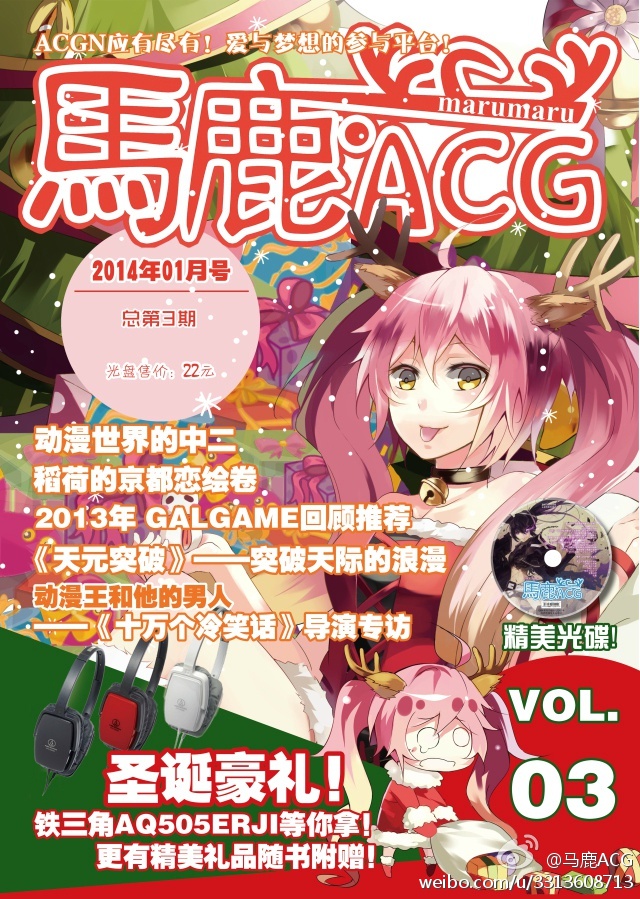 ACGN应有尽有！爱与梦想的参与平台！
marumaru
馬鹿·ACG
2014年01月号
总第3期
光盘售价：22元
动漫世界的中二
稻荷的京都恋绘卷
2013年 GALGAME回顾推荐
《天元突破》——突破天际的浪漫
动漫王和他的男人
——《十万个冷笑话》导演专访
馬鹿ACG
精美光碟!
VOL.
03
圣诞豪礼！
铁三角AQ505ERJI等你拿！
更有精美礼品随书附赠！
@马鹿ACG
weibo.com/u/3313608713